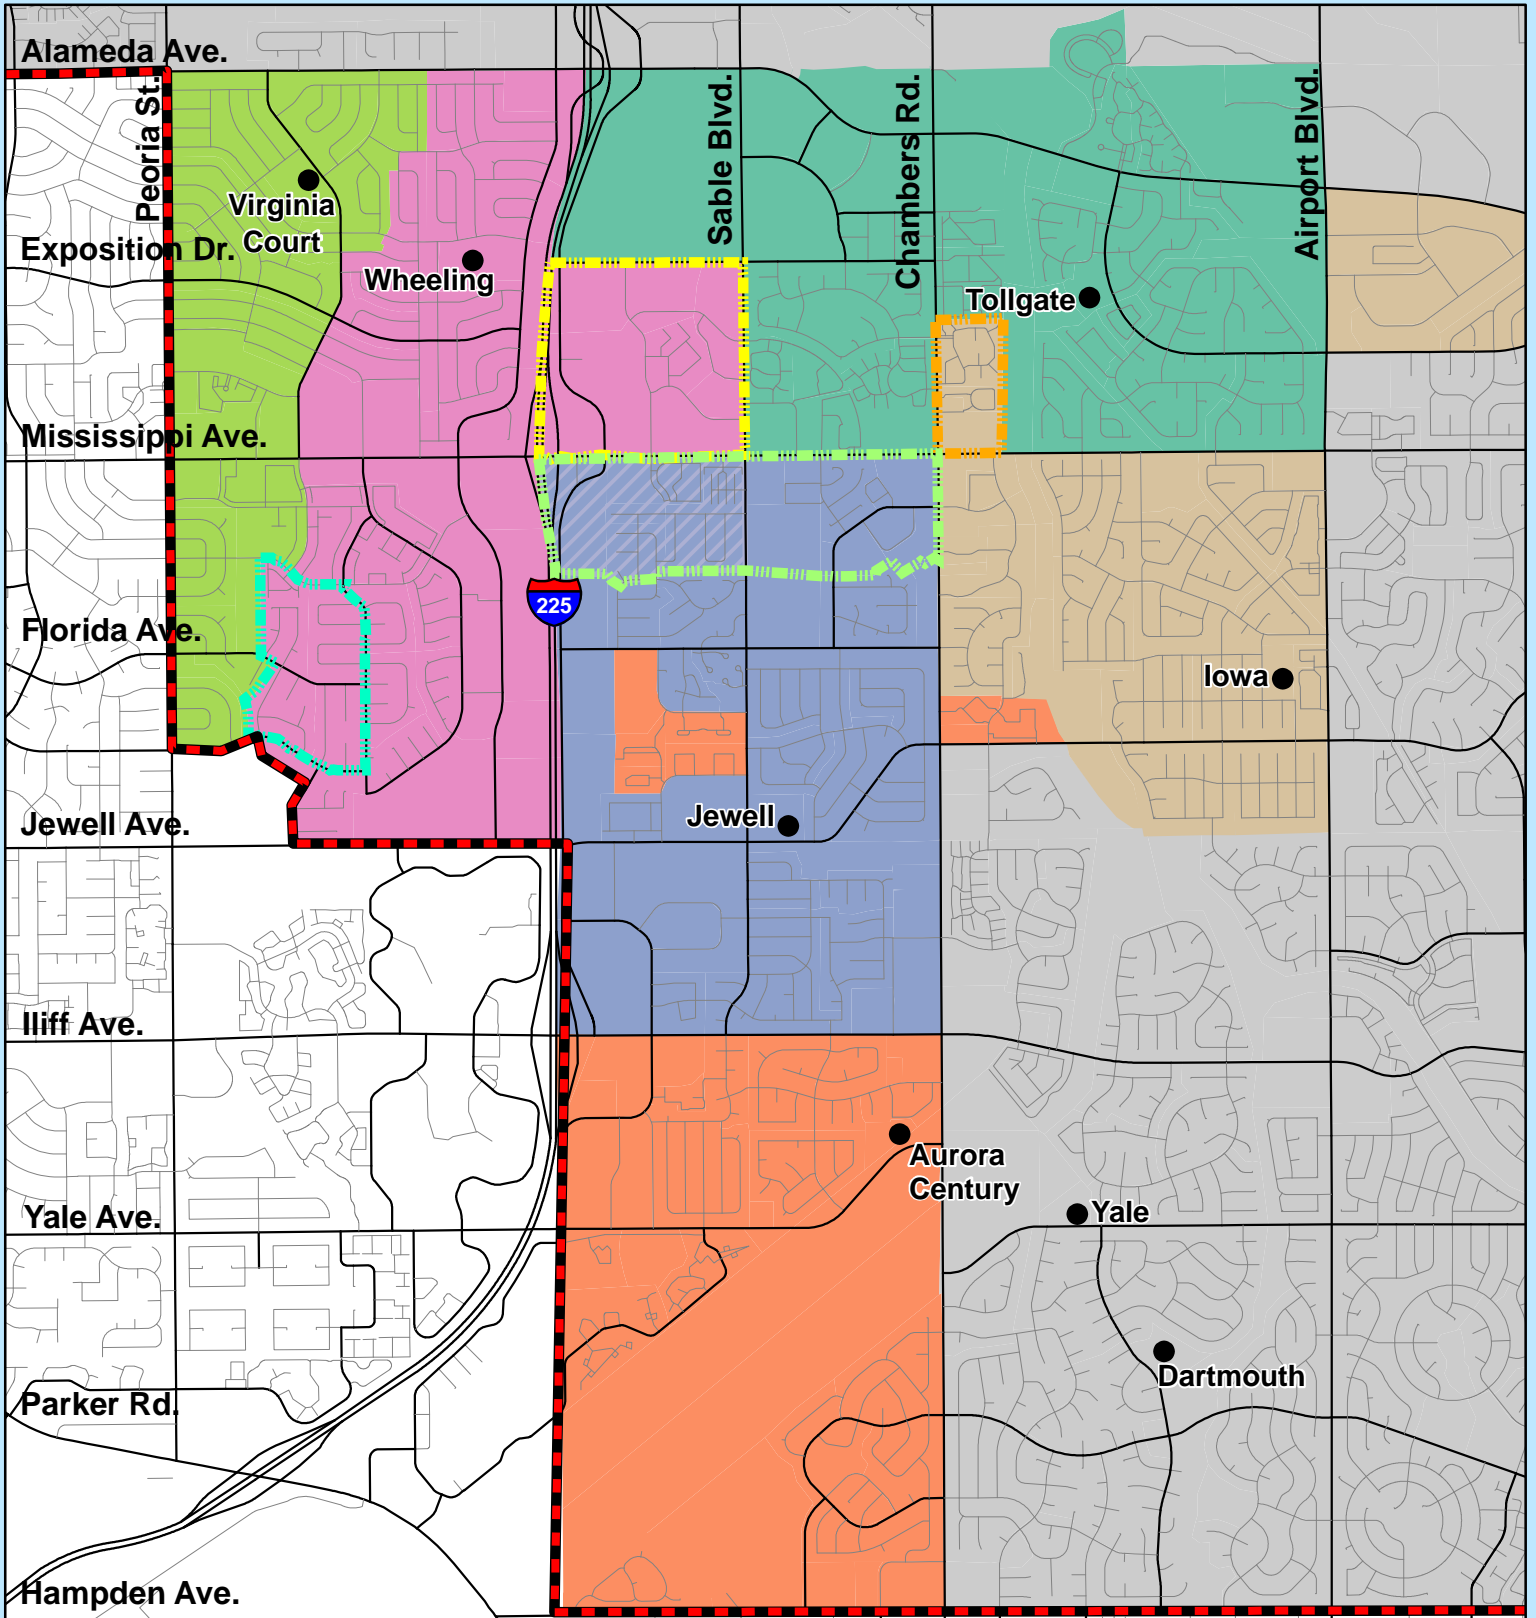 Alameda Ave.
Peoria St.
Sable Blvd.
Chambers Rd.
Airport Blvd.
Virginia
Court
Exposition Dr.
Wheeling
Tollgate
Mississippi Ave.
225
Florida Ave.
Iowa
Jewell
Jewell Ave.
Iliff Ave.
Aurora
Century
Yale Ave.
Yale
Dartmouth
Parker Rd.
Hampden Ave.